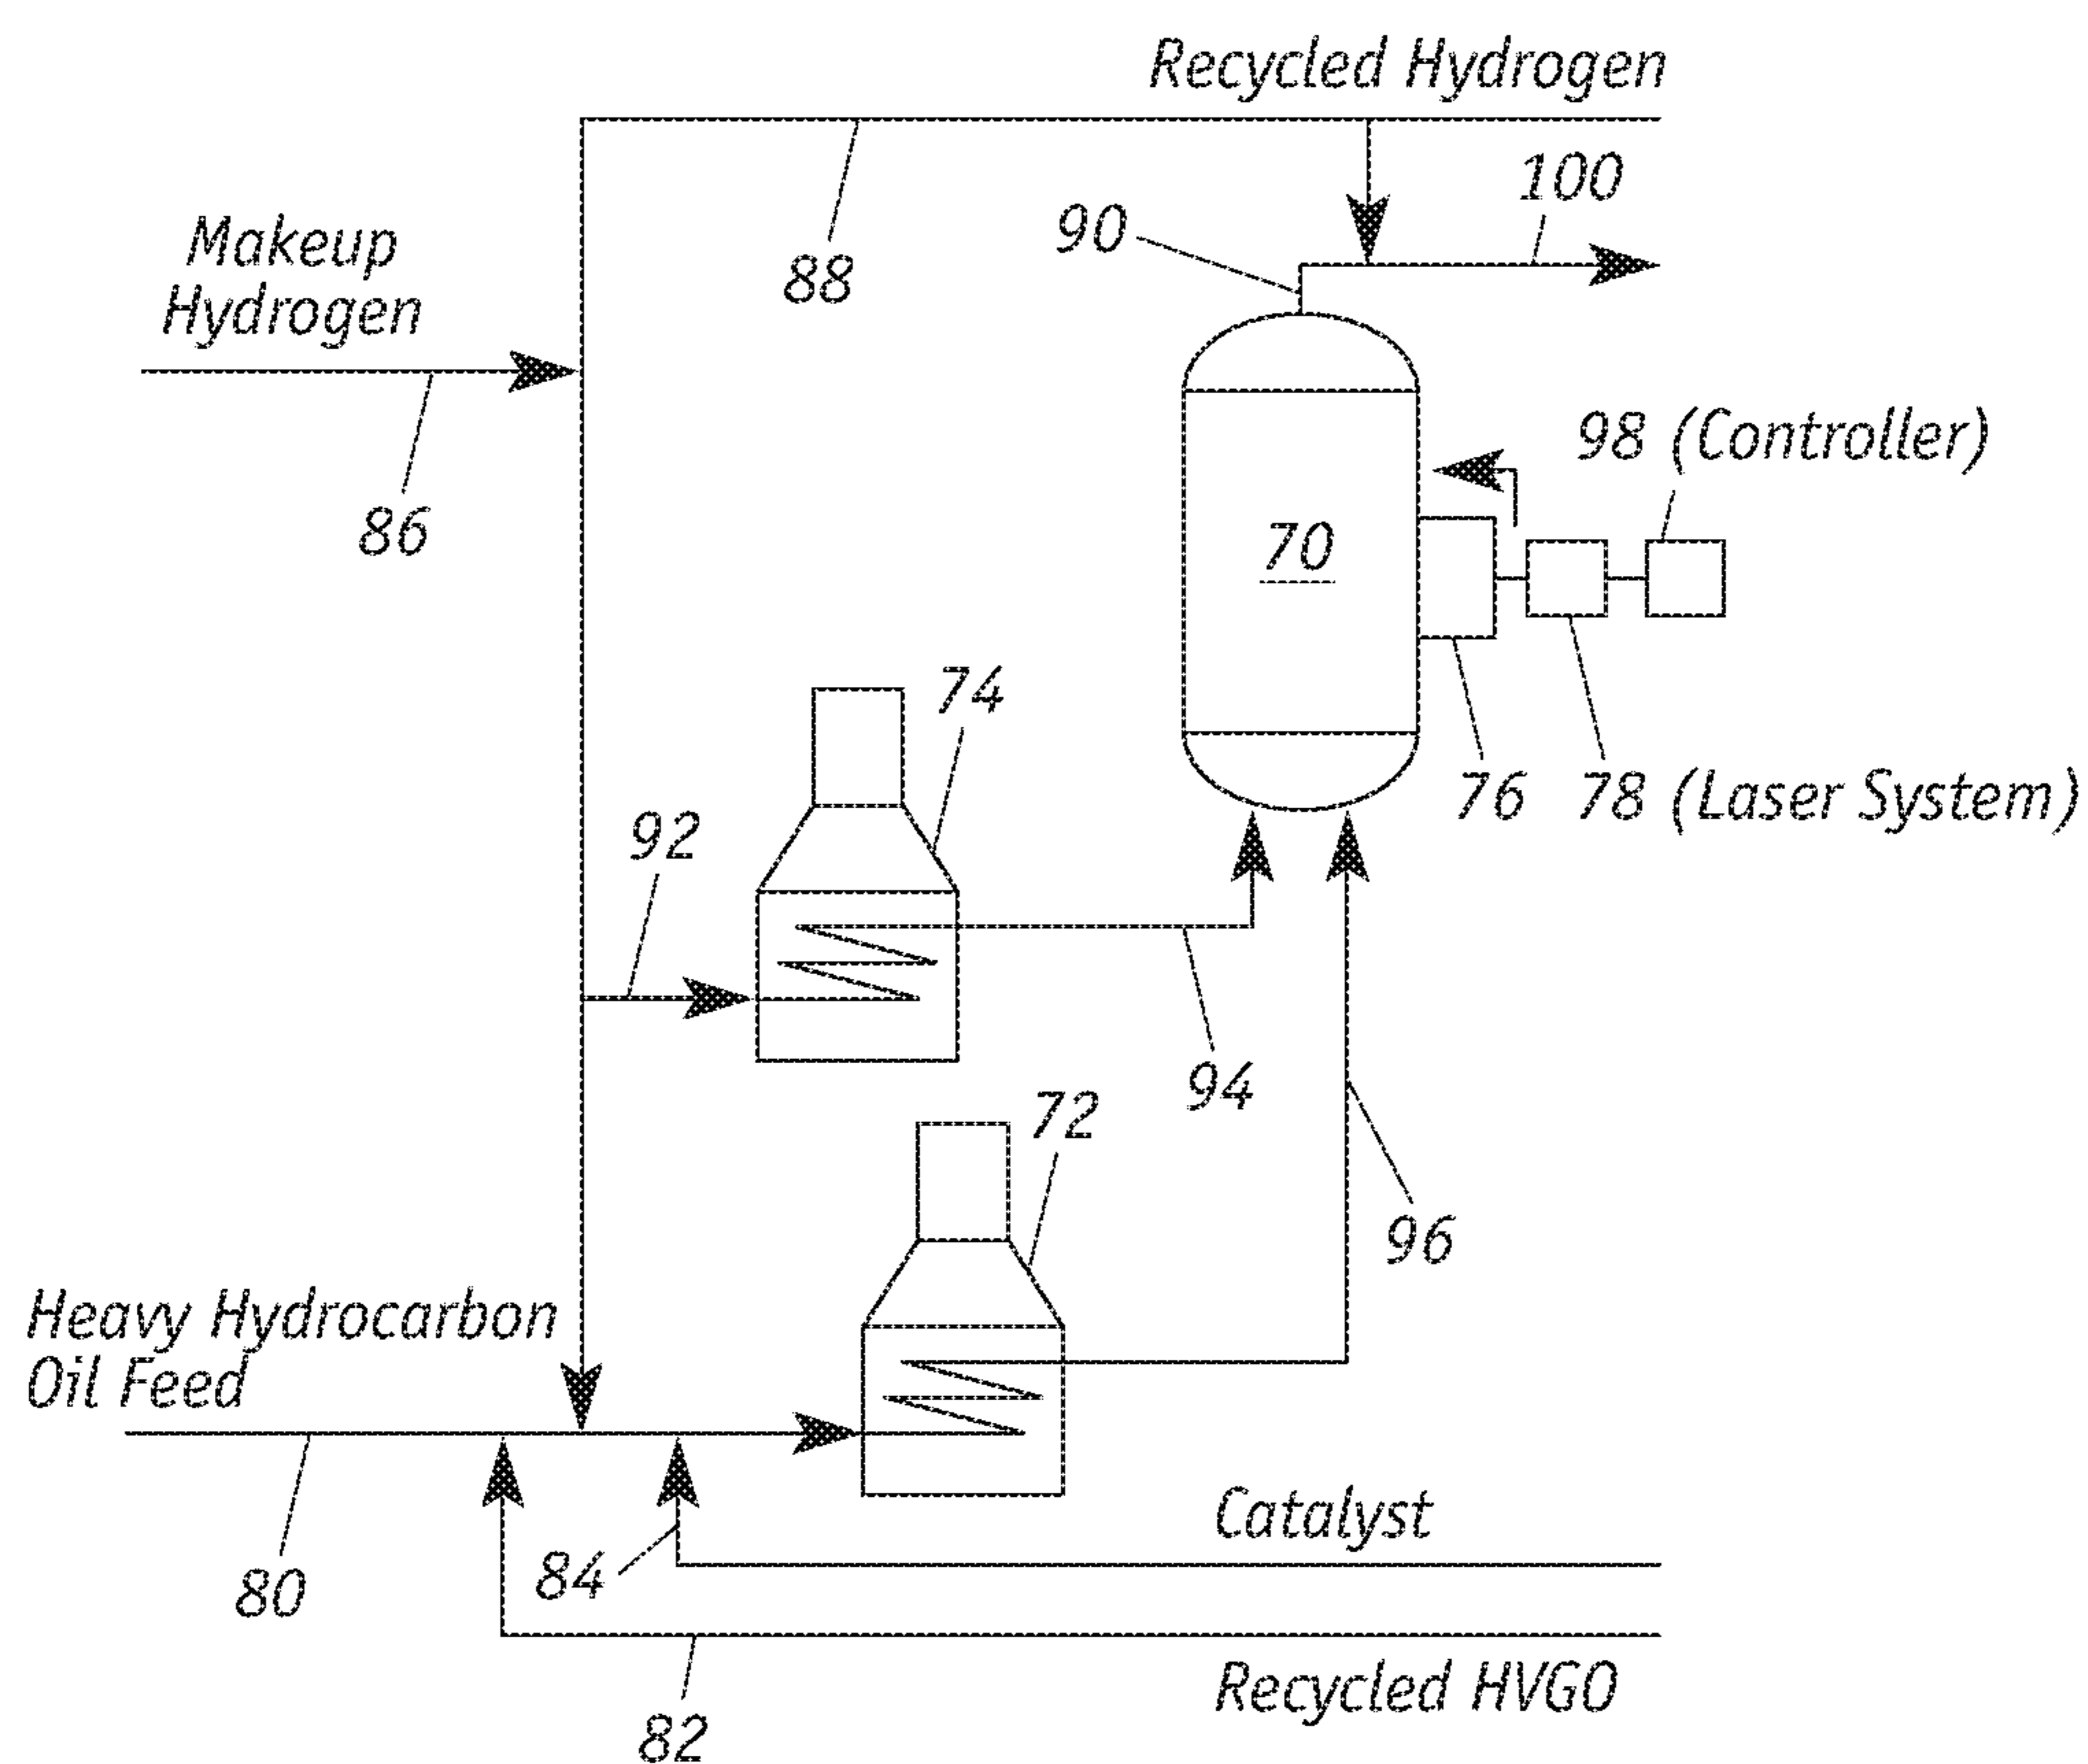 Recycled Hydrogen
100
90
Makeup
Hydrogen
88
98 (Controller)
86
70
74
76
78 (Laser System)
92
94
72
96
Heavy Hydrocarbon
Oil Feed
Catalyst
84
80
Recycled HVGO
82